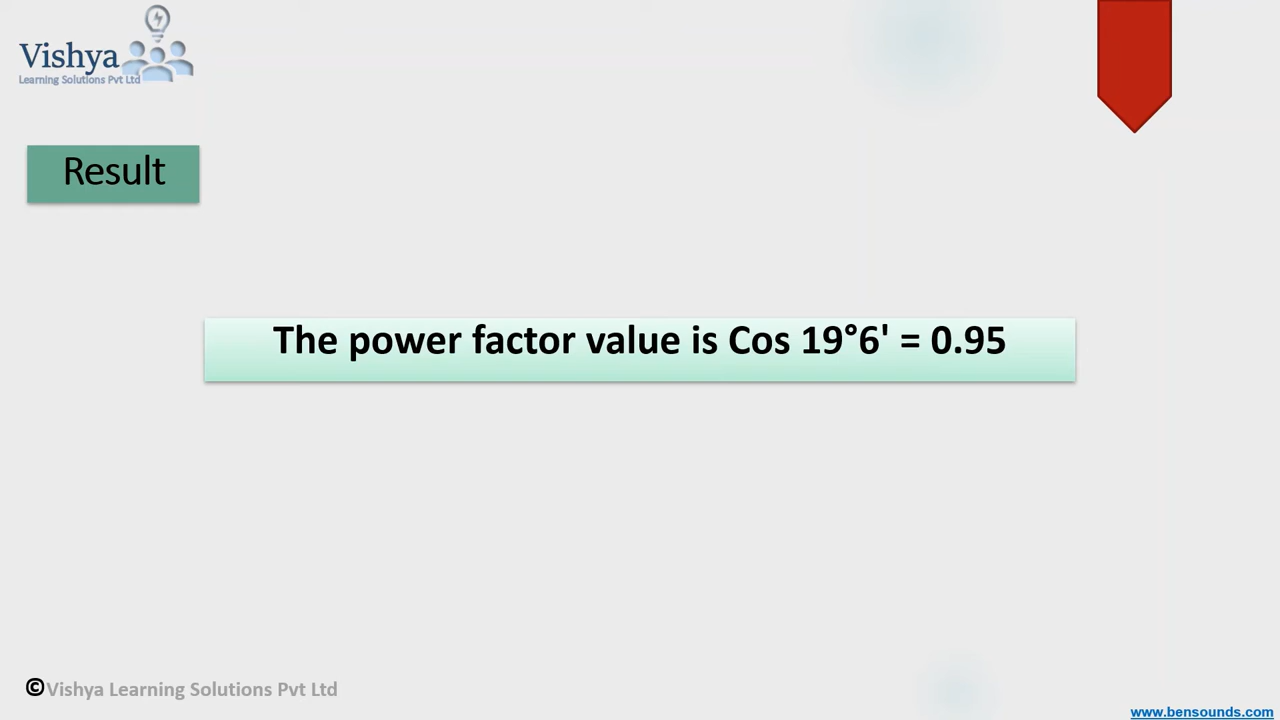 Vishya
Learning Solutions Pvt Ltd
Result
The power factor value is Cos 19°6' = 0.95
©Vishya Learning Solutions Pvt Ltd
www.bensounds.com